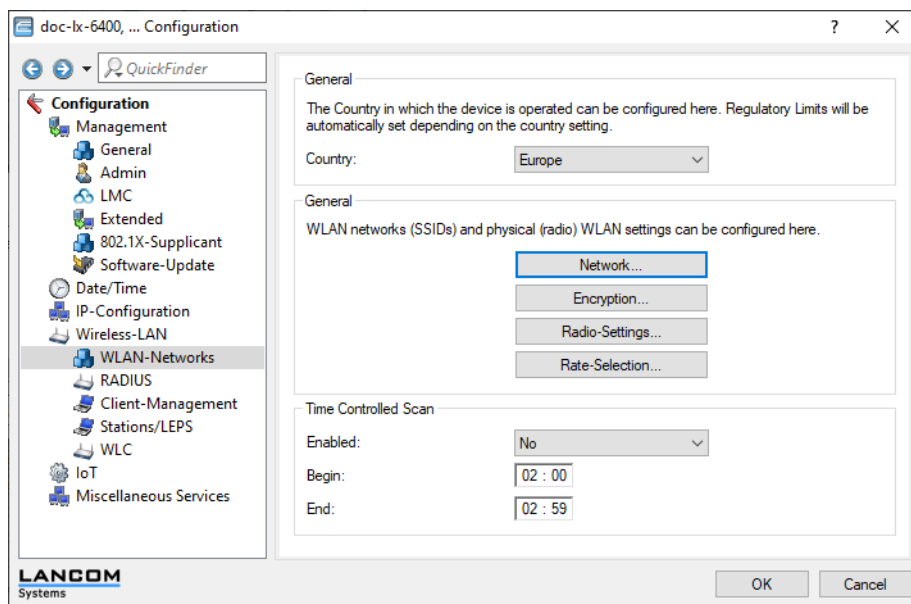 doc-lx-6400, ... Configuration
?
QuickFinder
Configuration
Management
General
Admin
LMC
Extended
802.1X-Supplicant
Software-Update
Date/Time
IP-Configuration
Wireless-LAN
WLAN-Networks
RADIUS
Client-Management
Stations/LEPS
WLC
IoT
Miscellaneous Services
General
The Country in which the device is operated can be configured here. Regulatory Limits will be
automatically set depending on the country setting.
Country: Europe
General
WLAN networks (SSIDs) and physical (radio) WLAN settings can be configured here.
Network...
Encryption...
Radio-Settings...
Rate-Selection...
Time Controlled Scan
Enabled: No
Begin: 02 : 00
End: 02 : 59
LANCOM
Systems
OK Cancel